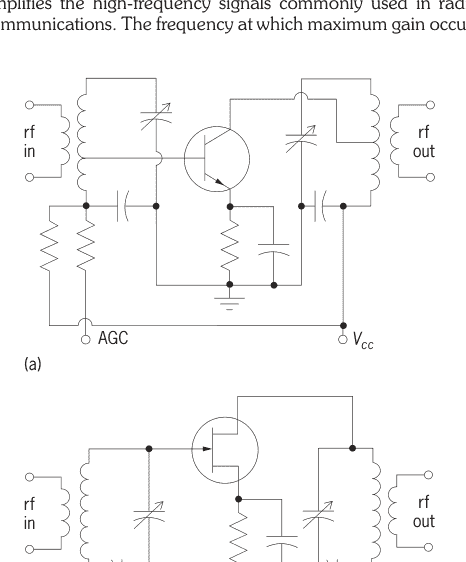 mplifies the high-frequency signals commonly used in rad
mmunications. The frequency at which maximum gain occu
rf
in
rf
out
AGC
Vcc
(a)
rf
in
rf
out